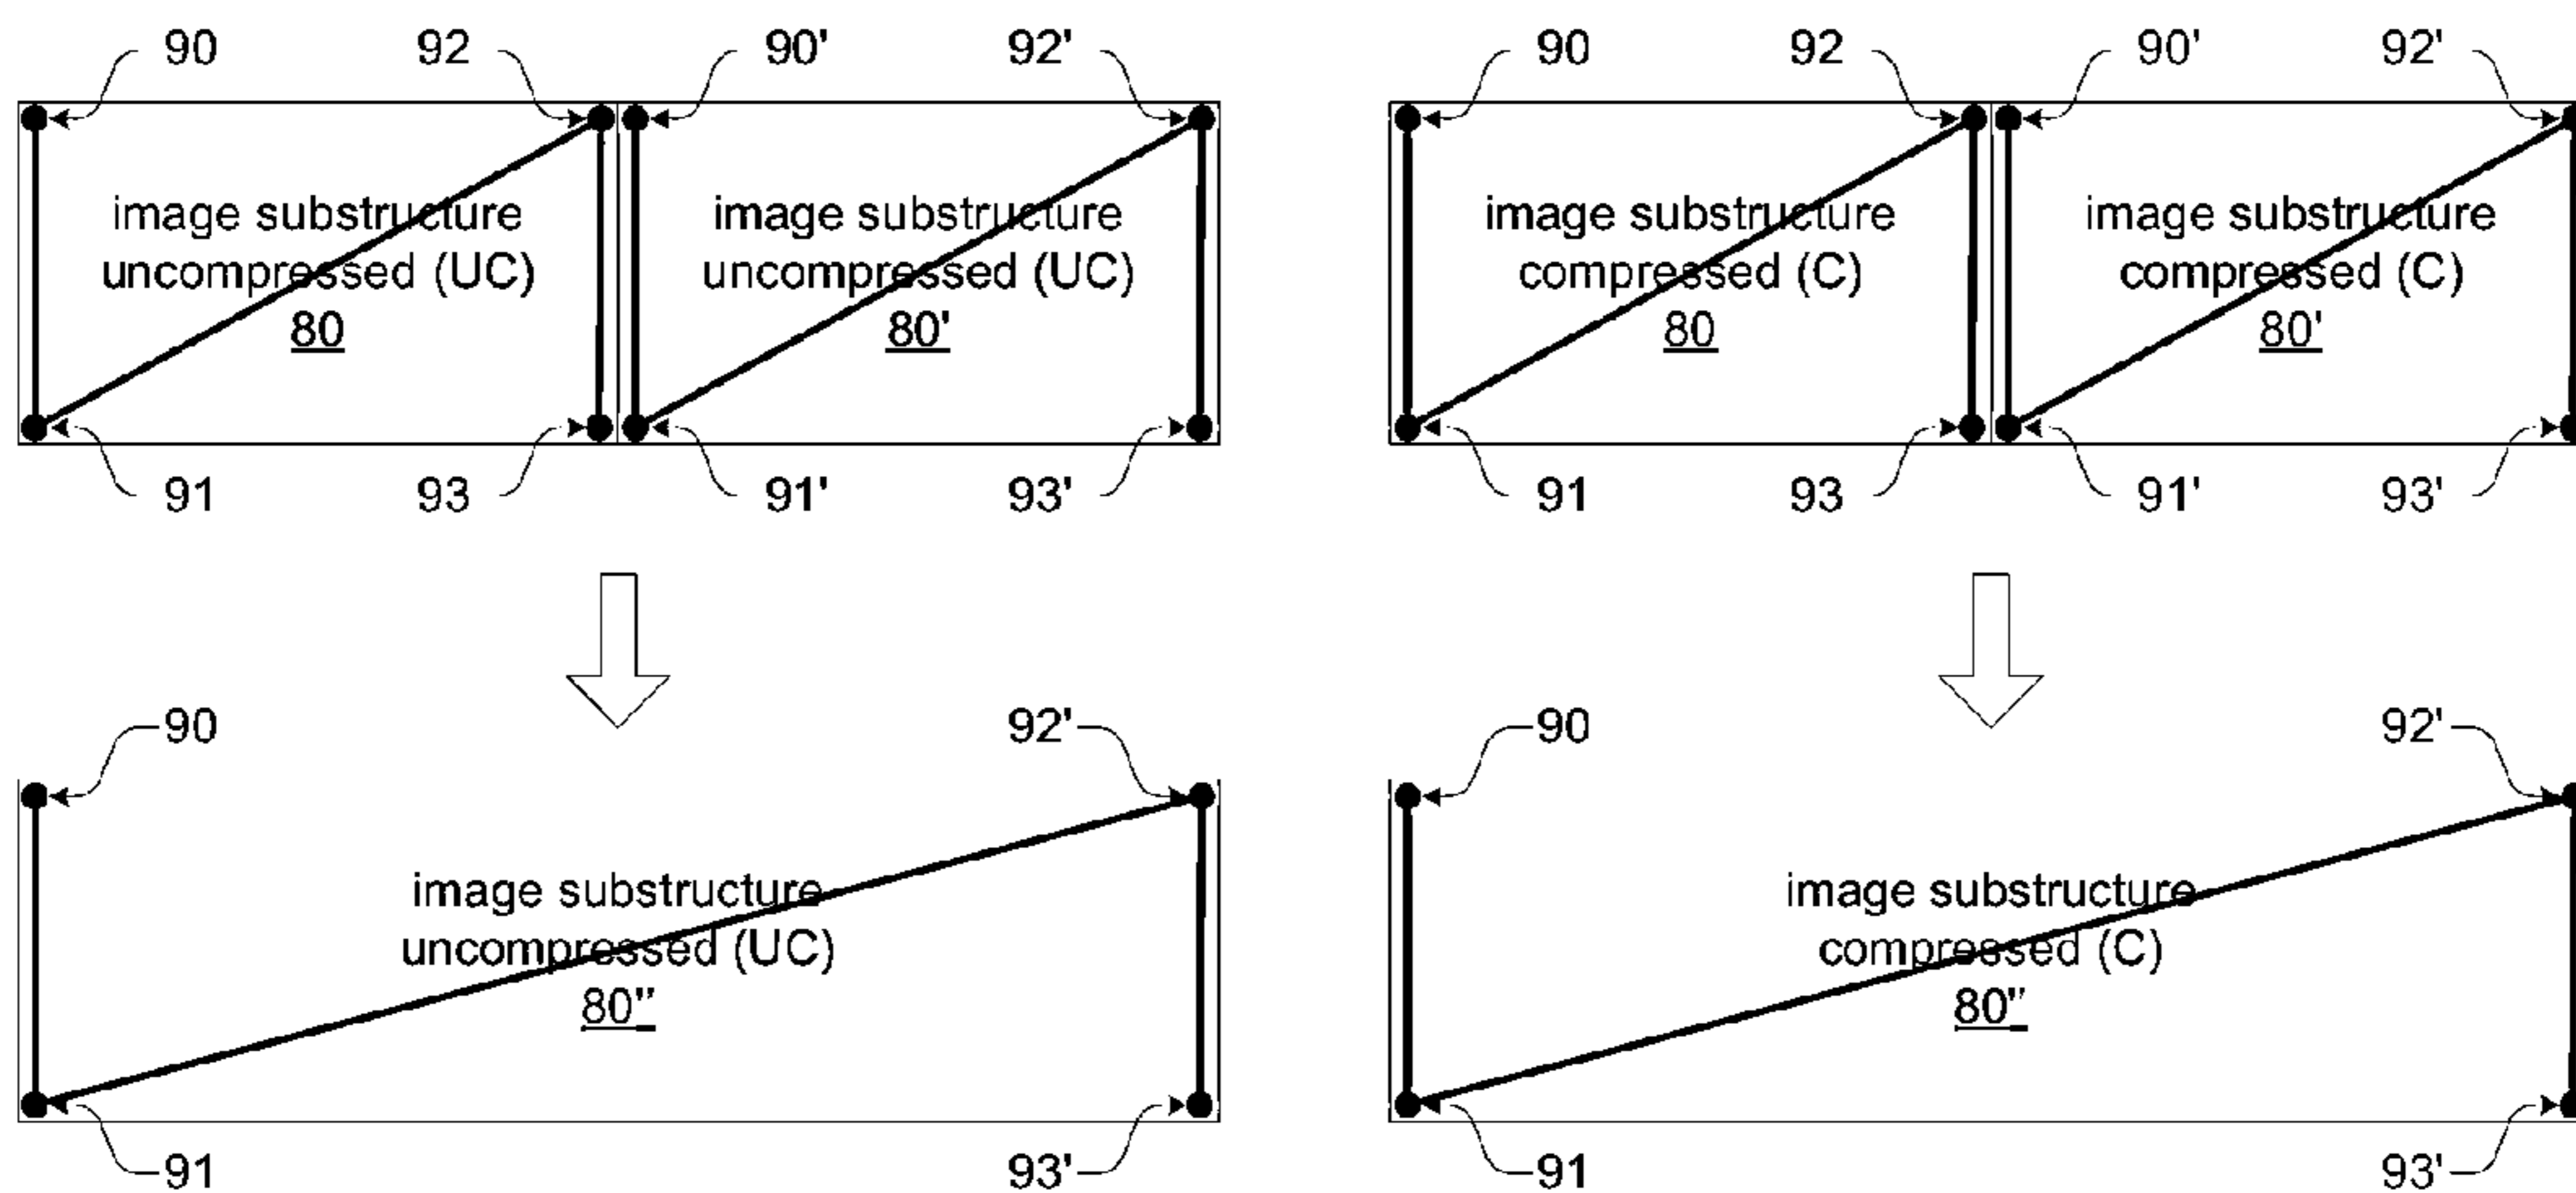 90 92 90' 92' 90 92 90' 92'
image substructure image substructure image substructure image substructure
uncompressed (UC) uncompressed (UC) compressed (C) compressed (C)
80 80' 80 80'
91 93 91' 93' 91 93 91' 93'
90 92' 90 92'
image substructure image substructure
uncompressed (UC) compressed (C)
80" 80"
91 93' 91 93'